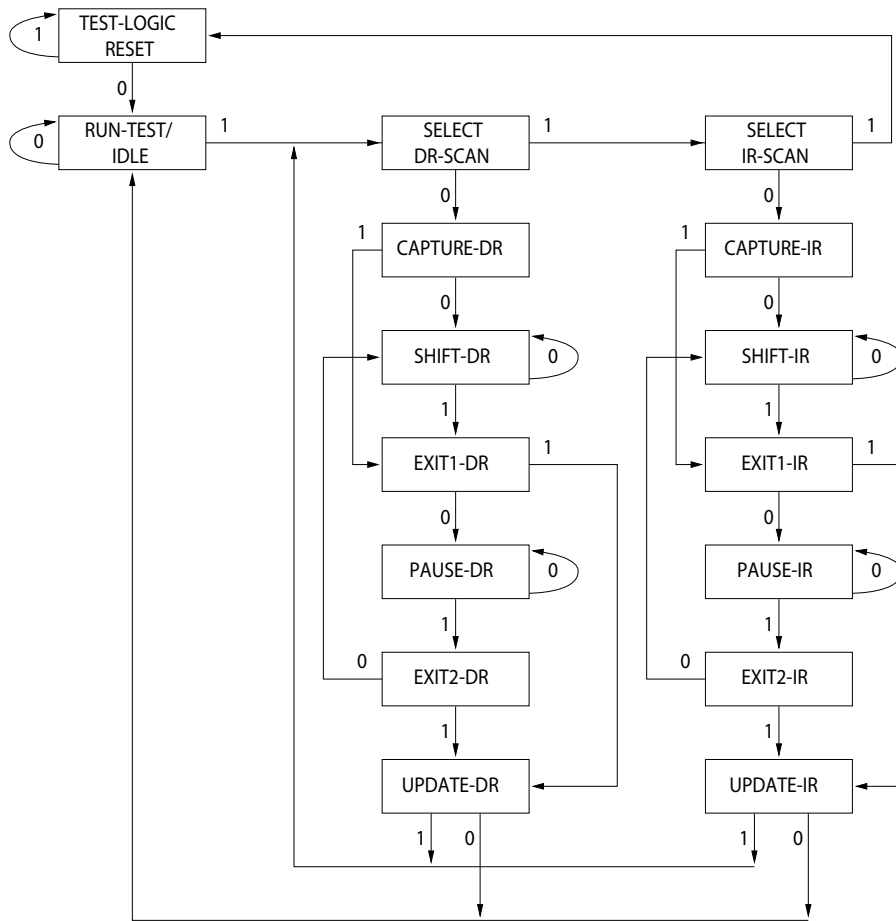 1
TEST-LOGIC
RESET
0
0
RUN-TEST/
IDLE
1
SELECT
DR-SCAN
1
SELECT
IR-SCAN
1
0
0
1
CAPTURE-DR
1
CAPTURE-IR
0
0
SHIFT-DR
0
SHIFT-IR
0
1
1
EXIT1-DR
1
EXIT1-IR
1
0
0
PAUSE-DR
0
PAUSE-IR
0
1
1
0
EXIT2-DR
0
EXIT2-IR
1
1
UPDATE-DR
UPDATE-IR
1
0
1
0